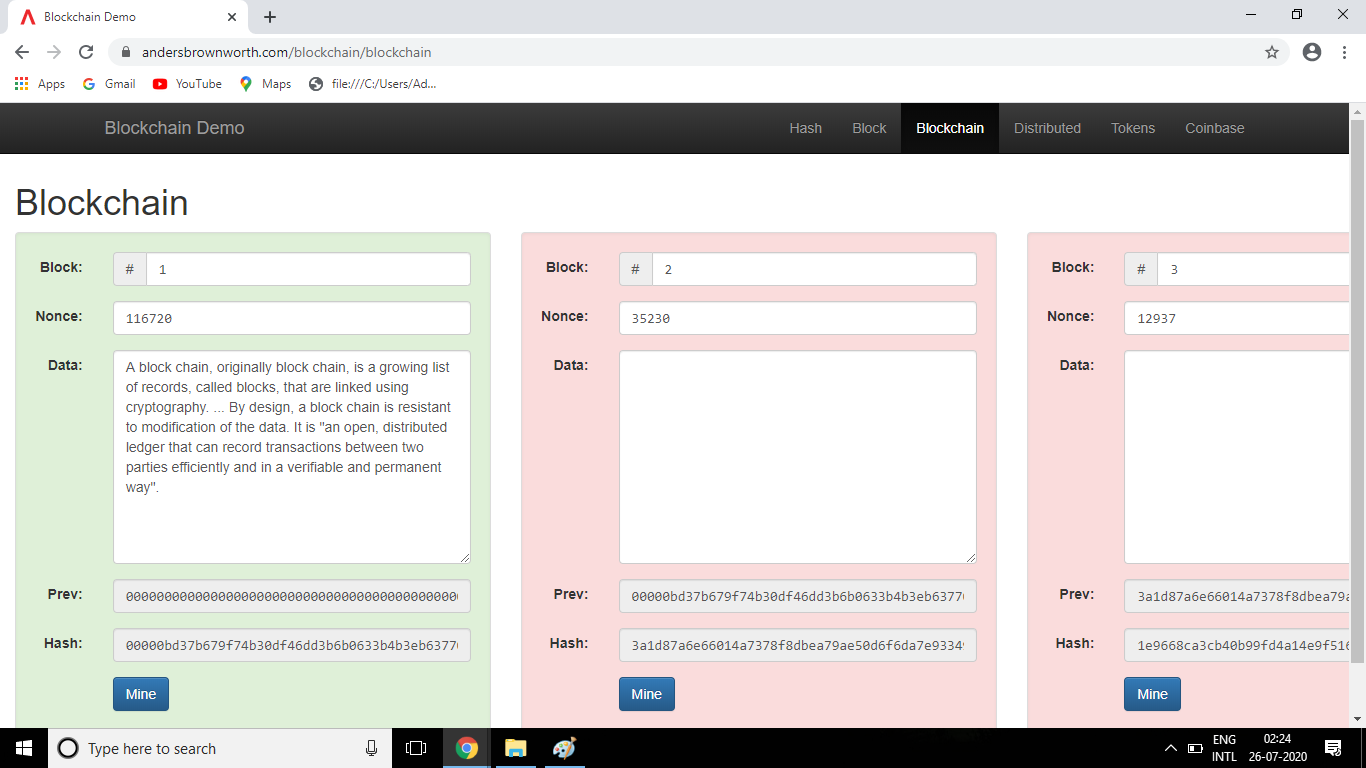 Blockchain Demo
andersbrownworth.com/blockchain/blockchain
Apps Gmail YouTube Maps file:///C:/Users/Ad...
Blockchain Demo Hash Block Blockchain Distributed Tokens Coinbase
Blockchain
Block: # 1
Nonce: 116720
Data: A block chain, originally block chain, is a growing list
of records, called blocks, that are linked using
cryptography. ... By design, a block chain is resistant
to modification of the data. It is "an open, distributed
ledger that can record transactions between two
parties efficiently and in a verifiable and permanent
way".
Prev: 000000000000000000000000000000000000000000
Hash: 00000bd37b679f74b30df46dd3b6b0633b4b3eb6377
Mine
Block: # 2
Nonce: 35230
Data:
Prev: 00000bd37b679f74b30df46dd3b6b0633b4b3eb6377
Hash: 3a1d87a6e66014a7378f8dbea79ae50d6f6da7e9334
Mine
Block: # 3
Nonce: 12937
Data:
Prev: 3a1d87a6e66014a7378f8dbea79a
Hash: 1e9668ca3cb40b99fd4a14e9f516
Mine
Type here to search
ENG 02:24
INTL 26-07-2020